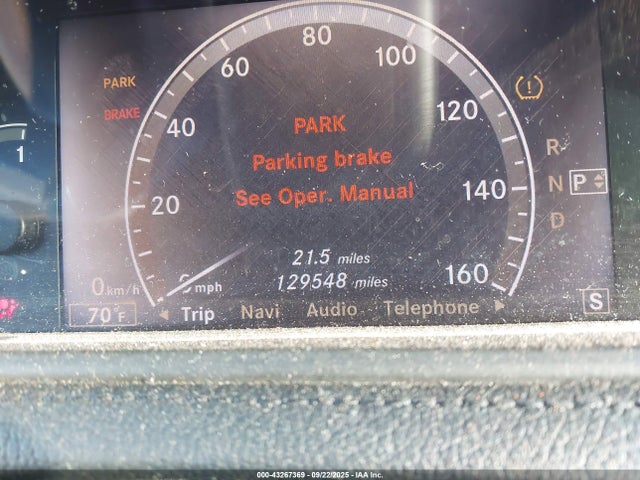 80
60
100
PARK
BRAKE
40
120
PARK
Parking brake
See Oper. Manual
1
R
N P
D
20
140
21.5 miles
129548 miles
0 km/h
mph
160
70°F
Trip Navi Audio Telephone
S
000-43267369 - 09/22/2025 - IAA Inc.